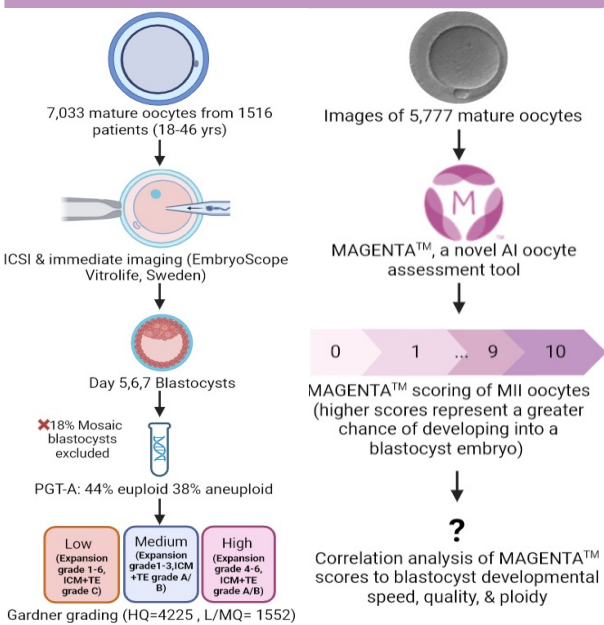 7,033 mature oocytes from 1516
patients (18-46 yrs)
ICSI & immediate imaging (EmbryoScope
Vitrolife, Sweden)
Day 5,6,7 Blastocysts
18% Mosaic
blastocysts
excluded
PGT-A: 44% euploid 38% aneuploid
Low
(Expansion
grade 1-6,
ICM+TE
grade C)
Medium
(Expansion
grade1-3,ICM
+TE grade A/
B)
High
(Expansion
grade 4-6,
ICM+TE
grade A/B)
Gardner grading (HQ=4225 , L/MQ= 1552)
Images of 5,777 mature oocytes
M
MAGENTA™, a novel AI oocyte
assessment tool
0 1 ... 9 10
MAGENTA™ scoring of MII oocytes
(higher scores represent a greater
chance of developing into a
blastocyst embryo)
?
Correlation analysis of MAGENTA™
scores to blastocyst developmental
speed, quality, & ploidy